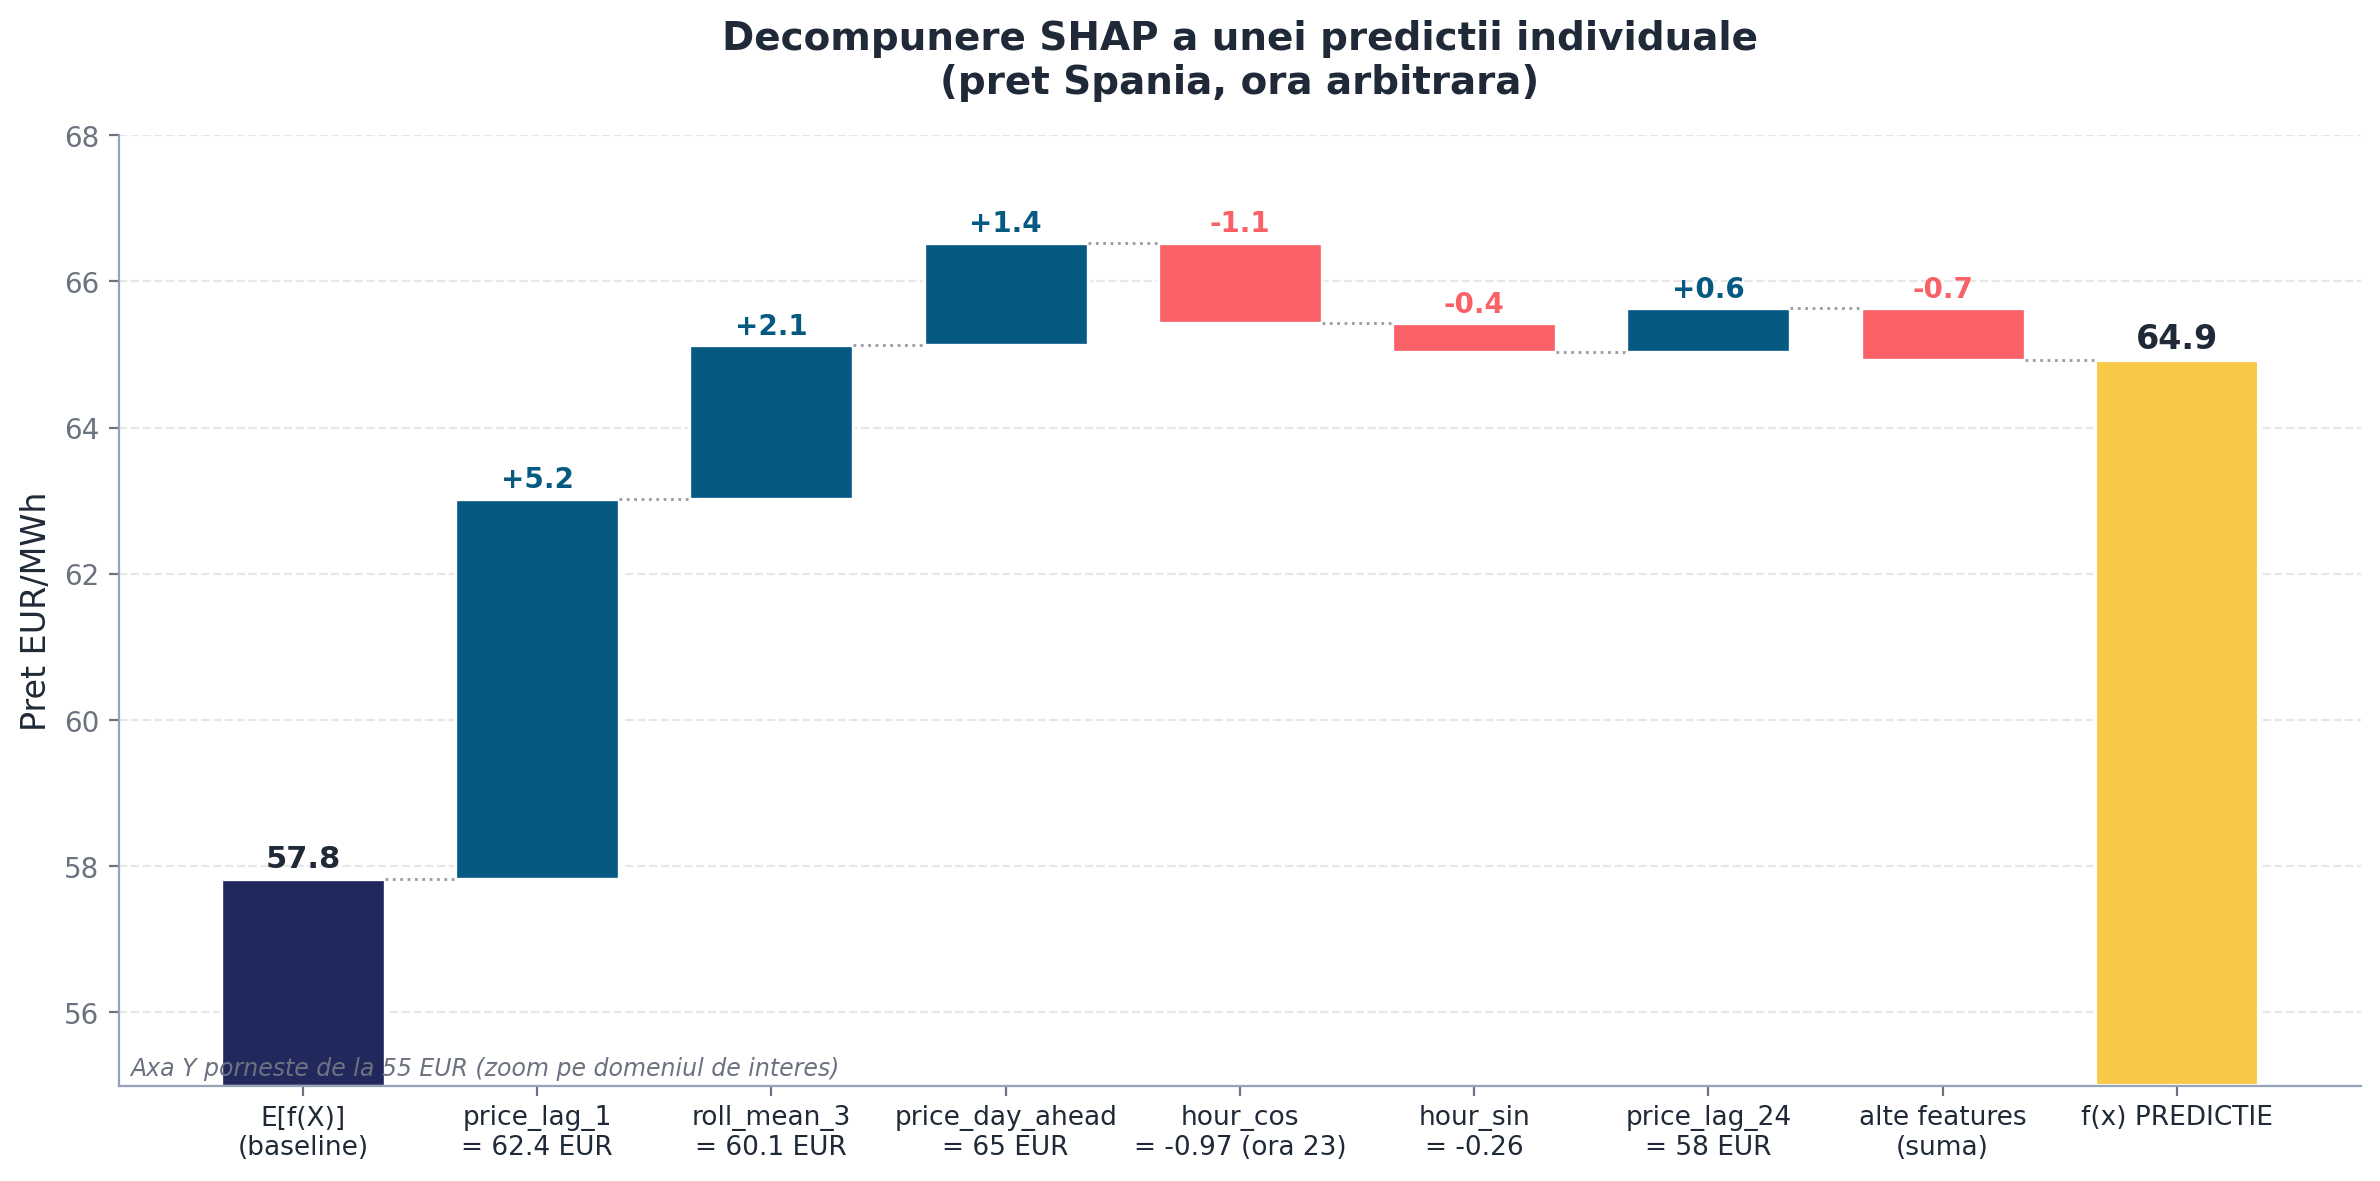 Decompunere SHAP a unei predictii individuale
(pret Spania, ora arbitrara)
Pret EUR/MWh
68
66
64
62
60
58
56
57.8
+5.2
+2.1
+1.4
-1.1
-0.4
+0.6
-0.7
64.9
Axa Y porneste de la 55 EUR (zoom pe domeniul de interes)
E[f(X)]
(baseline)
price_lag_1
= 62.4 EUR
roll_mean_3
= 60.1 EUR
price_day_ahead
= 65 EUR
hour_cos
= -0.97 (ora 23)
hour_sin
= -0.26
price_lag_24
= 58 EUR
alte features
(suma)
f(x) PREDICTIE